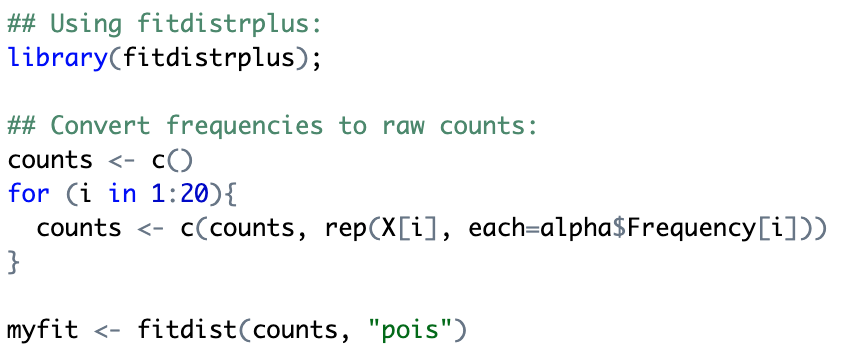 ## Using fitdistrplus:
library(fitdistrplus);

## Convert frequencies to raw counts:
counts <- c()
for (i in 1:20){
  counts <- c(counts, rep(X[i], each=alpha$Frequency[i]))
}

myfit <- fitdist(counts, "pois")